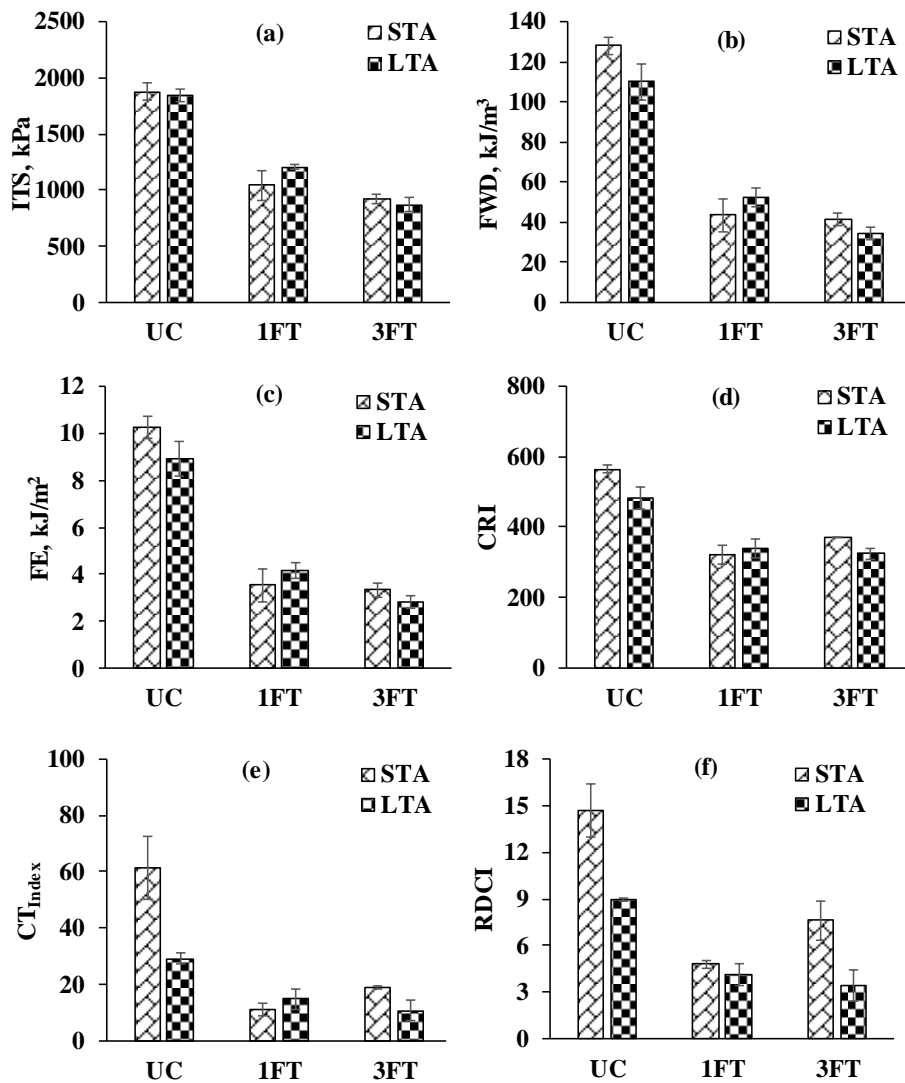 (a)
STA
LTA
ITS, kPa
2500
2000
1500
1000
500
0
UC 1FT 3FT
(b)
STA
LTA
FWD, kJ/m³
140
120
100
80
60
40
20
0
UC 1FT 3FT
(c)
STA
LTA
FE, kJ/m²
12
10
8
6
4
2
0
UC 1FT 3FT
(d)
STA
LTA
CRI
800
600
400
200
0
UC 1FT 3FT
(e)
STA
LTA
CTIndex
100
80
60
40
20
0
UC 1FT 3FT
(f)
STA
LTA
RDCI
18
15
12
9
6
3
0
UC 1FT 3FT